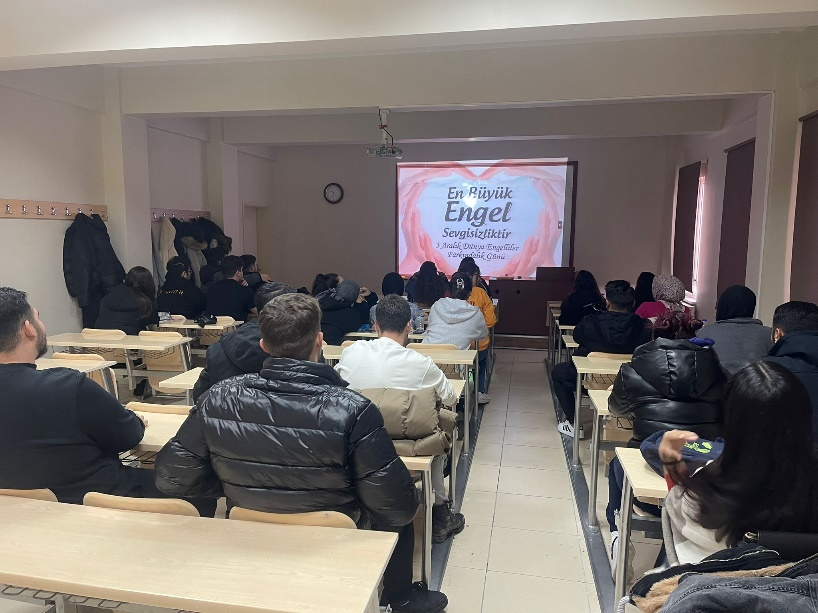 En Büyük
Engel
Sevgisizliktir
3 Aralık Dünya Engelliler
Farkındalık Günü